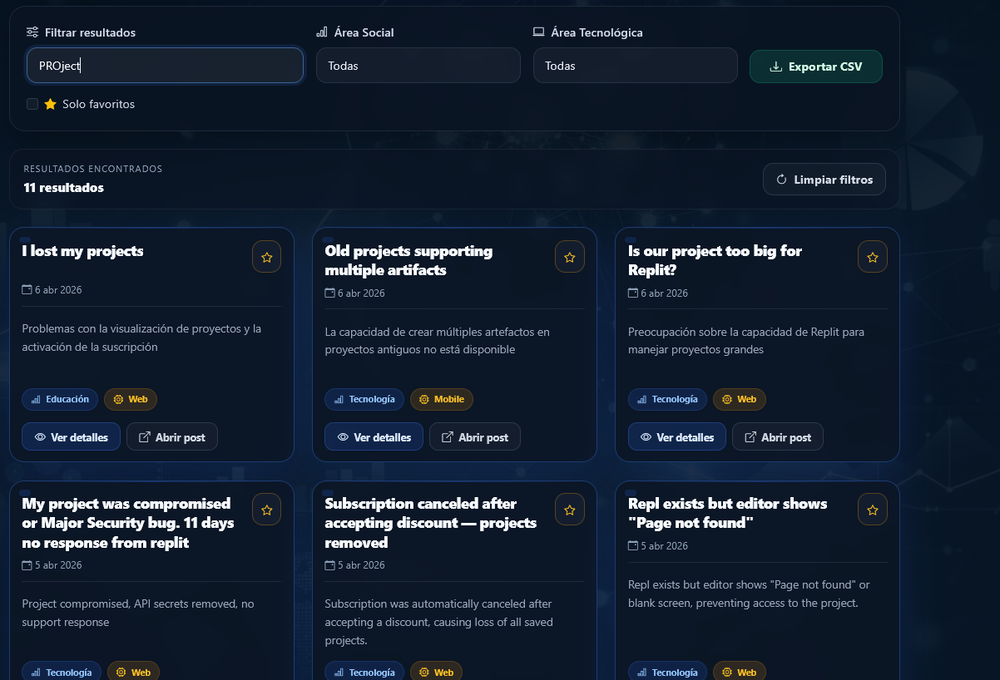 Filtrar resultados
Área Social
Área Tecnológica
PROject
Todas
Todas
Exportar CSV
Solo favoritos
RESULTADOS ENCONTRADOS
11 resultados
Limpiar filtros
I lost my projects
6 abr 2026
Problemas con la visualización de proyectos y la
activación de la suscripción
Educación
Web
Ver detalles
Abrir post
Old projects supporting
multiple artifacts
6 abr 2026
La capacidad de crear múltiples artefactos en
proyectos antiguos no está disponible
Tecnología
Mobile
Ver detalles
Abrir post
Is our project too big for
Replit?
6 abr 2026
Preocupación sobre la capacidad de Replit para
manejar proyectos grandes
Tecnología
Web
Ver detalles
Abrir post
My project was compromised
or Major Security bug. 11 days
no response from replit
5 abr 2026
Project compromised, API secrets removed, no
support response
Tecnología
Web
Subscription canceled after
accepting discount — projects
removed
5 abr 2026
Subscription was automatically canceled after
accepting a discount, causing loss of all saved
projects.
Tecnología
Web
Repl exists but editor shows
"Page not found"
5 abr 2026
Repl exists but editor shows "Page not found" or
blank screen, preventing access to the project.
Tecnología
Web